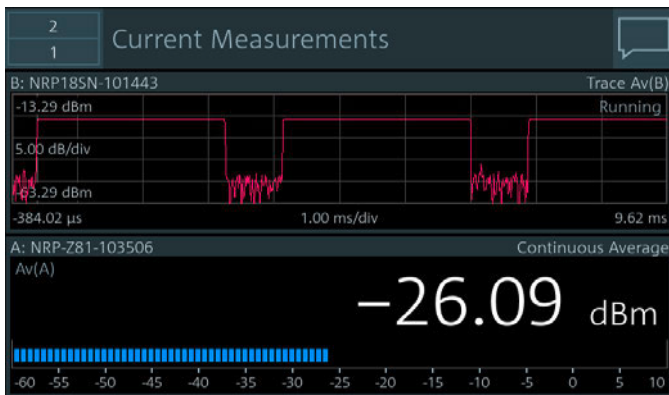 2
Current Measurements
1
B: NRP18SN-101443 Trace Av(B)
-13.29 dBm Running
5.00 dB/div
-63.29 dBm
-384.02 µs 1.00 ms/div 9.62 ms
A: NRP-Z81-103506 Continuous Average
Av(A)
-26.09 dBm
-60 -55 -50 -45 -40 -35 -30 -25 -20 -15 -10 -5 0 5 10